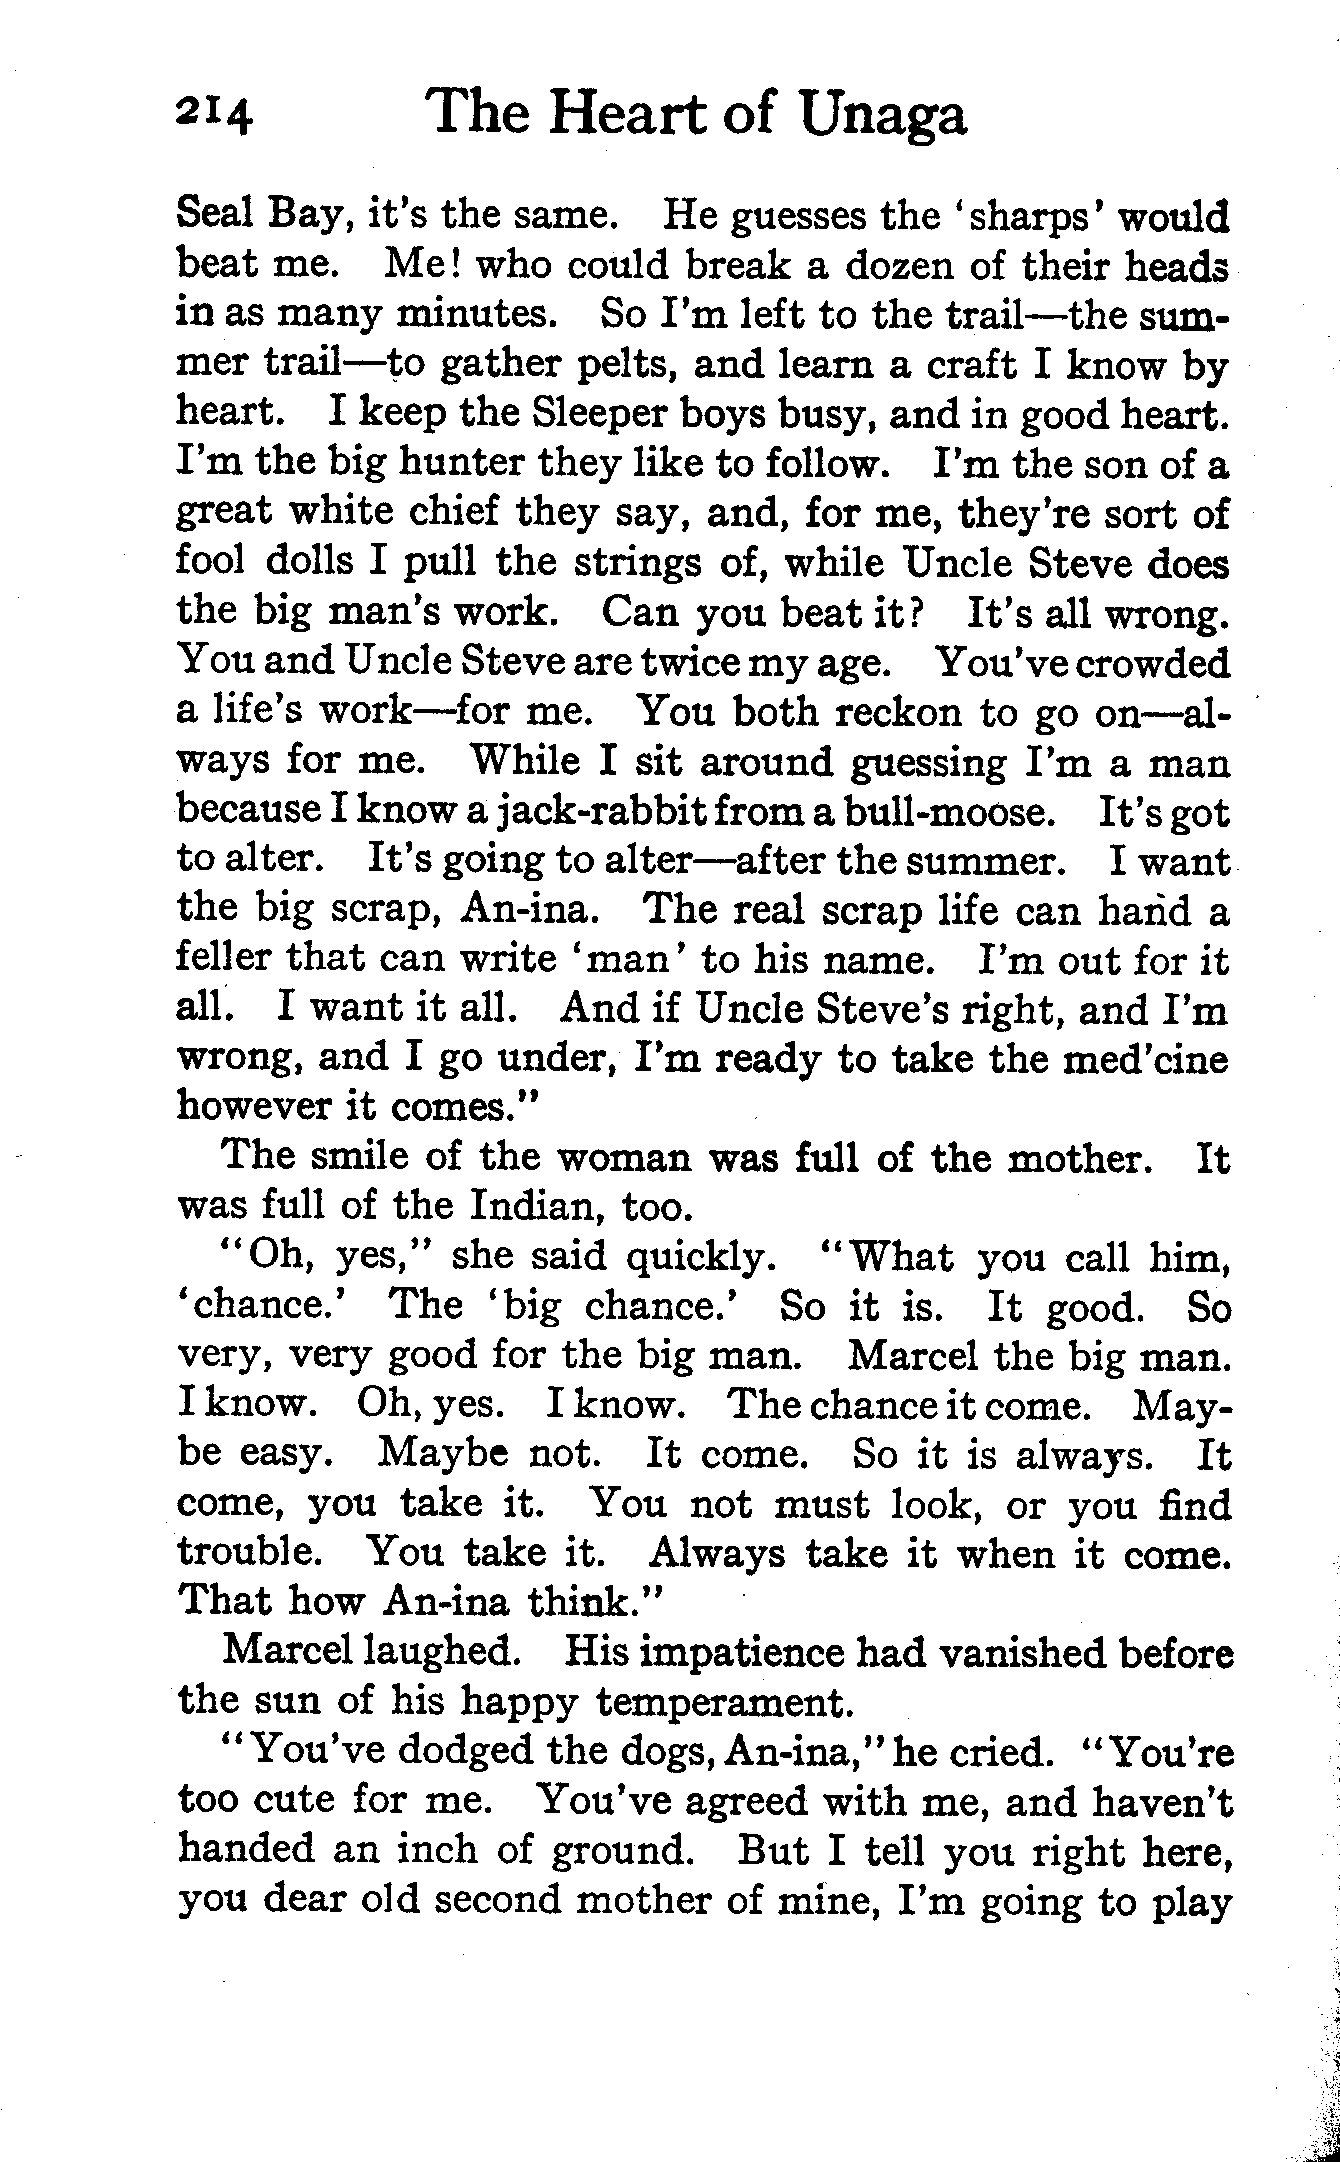 214 The Heart of Unaga
Seal Bay, it's the same. He guesses the 'sharps' would
beat me. Me! who could break a dozen of their heads
in as many minutes. So I'm left to the trail—the sum-
mer trail—to gather pelts, and learn a craft I know by
heart. I keep the Sleeper boys busy, and in good heart.
I'm the big hunter they like to follow. I'm the son of a
great white chief they say, and, for me, they're sort of
fool dolls I pull the strings of, while Uncle Steve does
the big man's work. Can you beat it? It's all wrong.
You and Uncle Steve are twice my age. You've crowded
a life's work—for me. You both reckon to go on—al-
ways for me. While I sit around guessing I'm a man
because I know a jack-rabbit from a bull-moose. It's got
to alter. It's going to alter—after the summer. I want
the big scrap, An-ina. The real scrap life can hand a
feller that can write 'man' to his name. I'm out for it
all. I want it all. And if Uncle Steve's right, and I'm
wrong, and I go under, I'm ready to take the med'cine
however it comes."
The smile of the woman was full of the mother. It
was full of the Indian, too.
"Oh, yes," she said quickly. "What you call him,
'chance.' The 'big chance.' So it is. It good. So
very, very good for the big man. Marcel the big man.
I know. Oh, yes. I know. The chance it come. May-
be easy. Maybe not. It come. So it is always. It
come, you take it. You not must look, or you find
trouble. You take it. Always take it when it come.
That how An-ina think."
Marcel laughed. His impatience had vanished before
the sun of his happy temperament.
"You've dodged the dogs, An-ina," he cried. "You're
too cute for me. You've agreed with me, and haven't
handed an inch of ground. But I tell you right here,
you dear old second mother of mine, I'm going to play